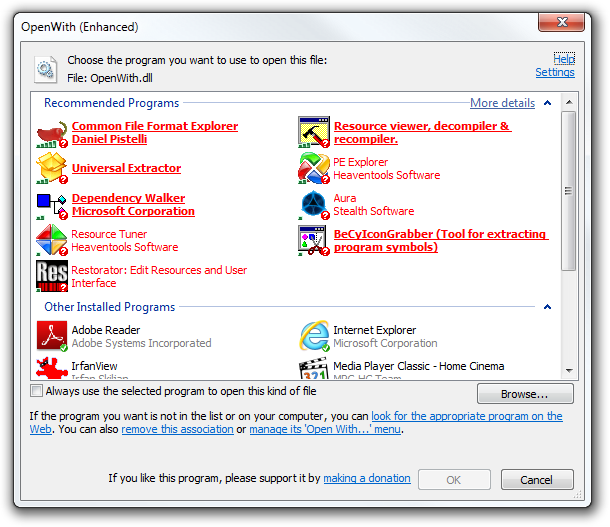 OpenWith (Enhanced)
Choose the program you want to use to open this file:
File: OpenWith.dll
Help
Settings
Recommended Programs
More details
Common File Format Explorer
Daniel Pistelli
Resource viewer, decompiler &
recompiler.
Universal Extractor
PE Explorer
Heaventools Software
Dependency Walker
Microsoft Corporation
Aura
Stealth Software
Resource Tuner
Heaventools Software
BeCyIconGrabber (Tool for extracting
program symbols)
Res
Restorator: Edit Resources and User
Interface
Other Installed Programs
Adobe Reader
Adobe Systems Incorporated
Internet Explorer
Microsoft Corporation
IrfanView
Irfan Skiljan
321
Media Player Classic - Home Cinema
MPC-HC Team
Always use the selected program to open this kind of file
Browse...
If the program you want is not in the list or on your computer, you can look for the appropriate program on the
Web. You can also remove this association or manage its 'Open With...' menu.
If you like this program, please support it by making a donation
OK
Cancel